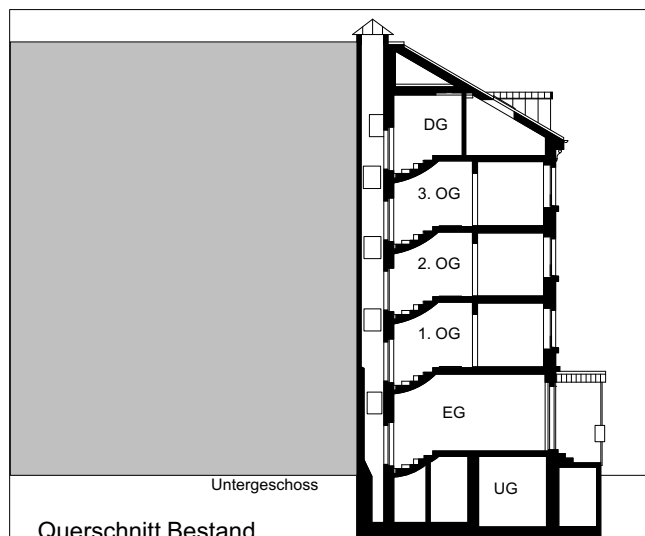 DG
3. OG
2. OG
1. OG
EG
Untergeschoss
UG
Querschnitt Bestand